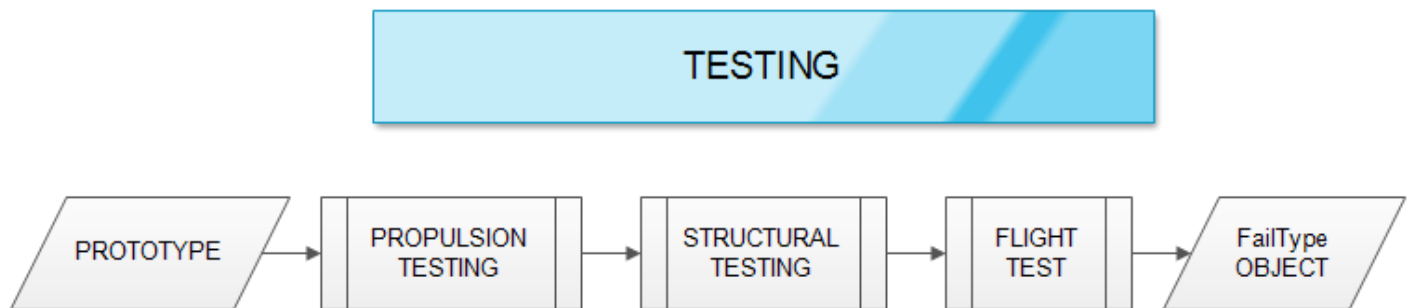 TESTING
PROTOTYPE
PROPULSION
TESTING
STRUCTURAL
TESTING
FLIGHT
TEST
FailType
OBJECT